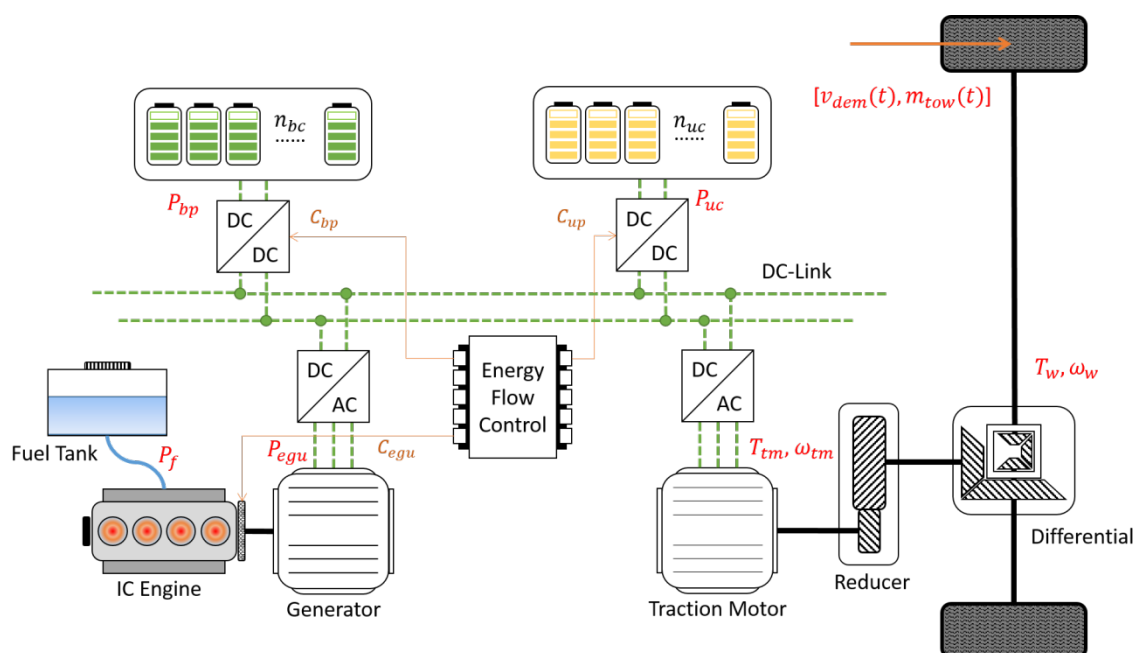 [v_dem(t), m_tow(t)]
n_bc
......
n_uc
......
P_bp
C_bp
C_up
P_uc
DC
DC
DC
DC
DC-Link
DC
AC
Energy
Flow
Control
DC
AC
T_w, ω_w
Fuel Tank
P_f
P_egu
C_egu
T_tm, ω_tm
IC Engine
Generator
Traction Motor
Reducer
Differential